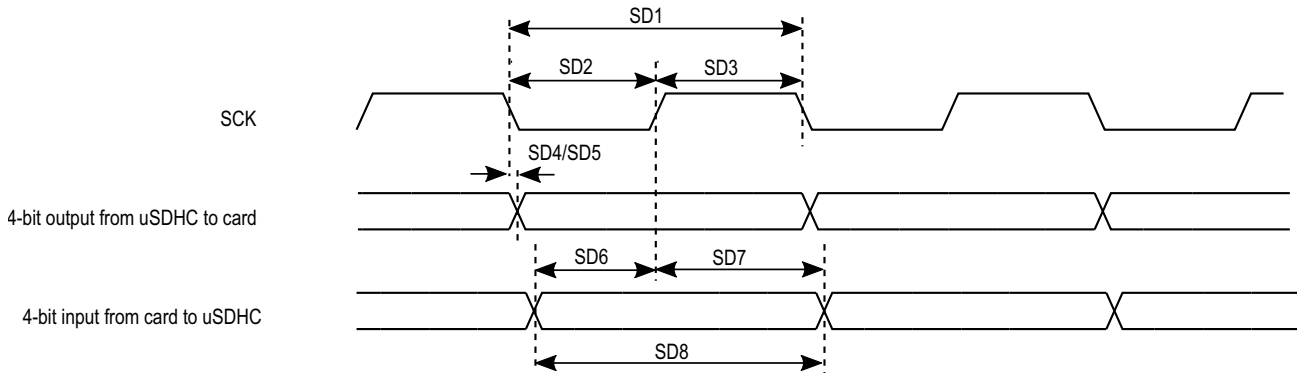 SD1
SD2
SD3
SCK
SD4/SD5
4-bit output from uSDHC to card
SD6
SD7
4-bit input from card to uSDHC
SD8